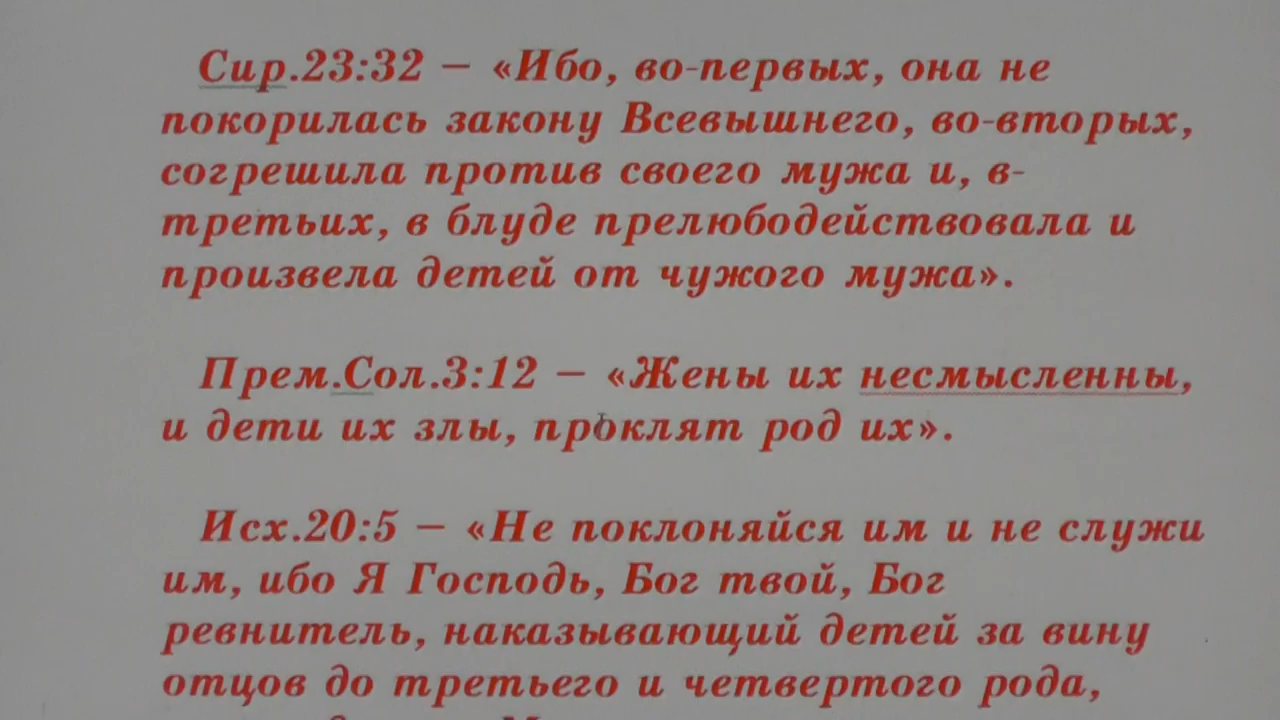 Сир.23:32 – «Ибо, во-первых, она не
покорилась закону Всевышнего, во-вторых,
согрешила против своего мужа и, в-
третьих, в блуде прелюбодействовала и
произвела детей от чужого мужа».
Прем.Сол.3:12 – «Жены их несмысленны,
и дети их злы, проклят род их».
Исх.20:5 – «Не поклоняйся им и не служи
им, ибо Я Господь, Бог твой, Бог
ревнитель, наказывающий детей за вину
отцов до третьего и четвертого рода,